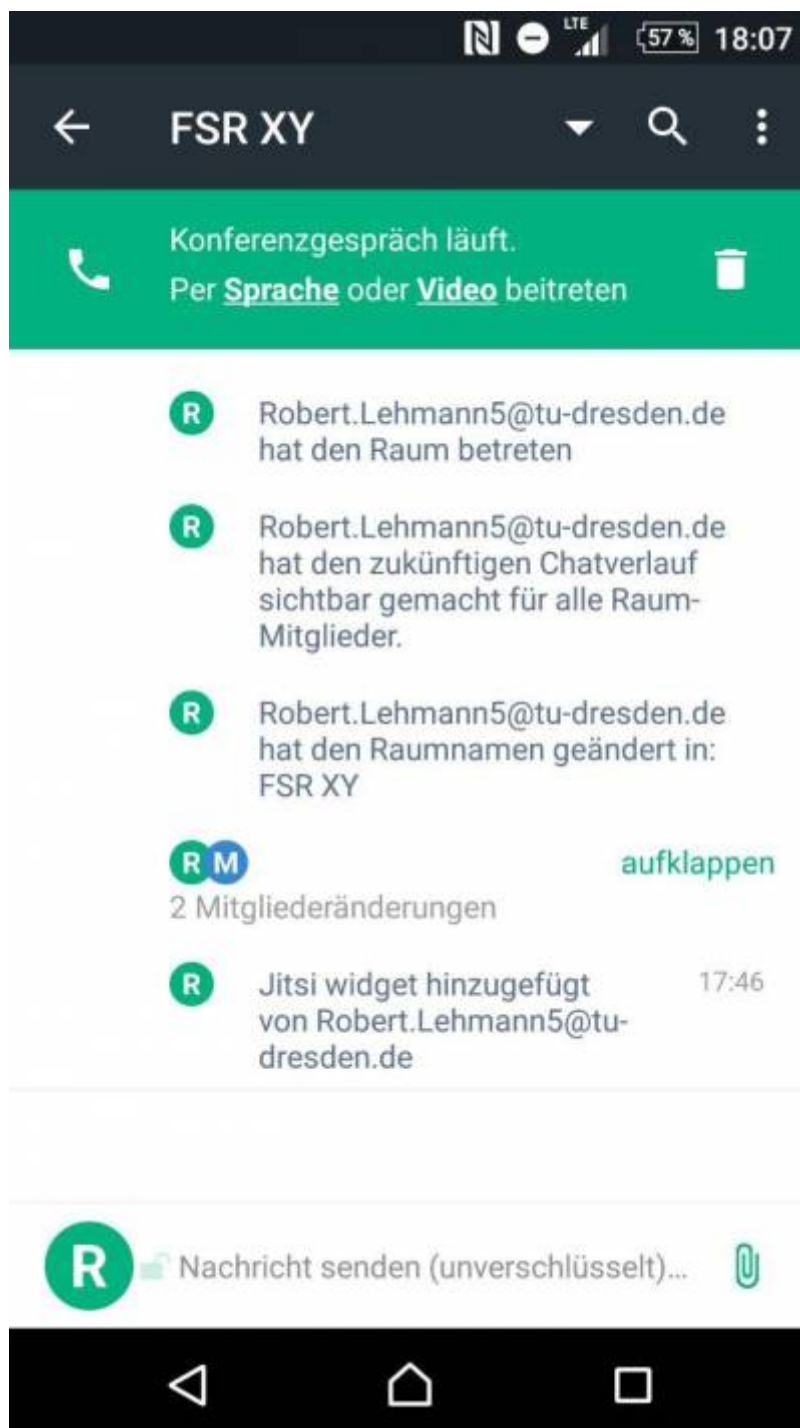 LTE 57 % 18:07
FSR XY
Konferenzgespräch läuft.
Per Sprache oder Video beitreten
R Robert.Lehmann5@tu-dresden.de
hat den Raum betreten
R Robert.Lehmann5@tu-dresden.de
hat den zukünftigen Chatverlauf
sichtbar gemacht für alle Raum-
Mitglieder.
R Robert.Lehmann5@tu-dresden.de
hat den Raumnamen geändert in:
FSR XY
R M aufklappen
2 Mitgliederänderungen
R Jitsi widget hinzugefügt 17:46
von Robert.Lehmann5@tu-
dresden.de
R Nachricht senden (unverschlüsselt)...